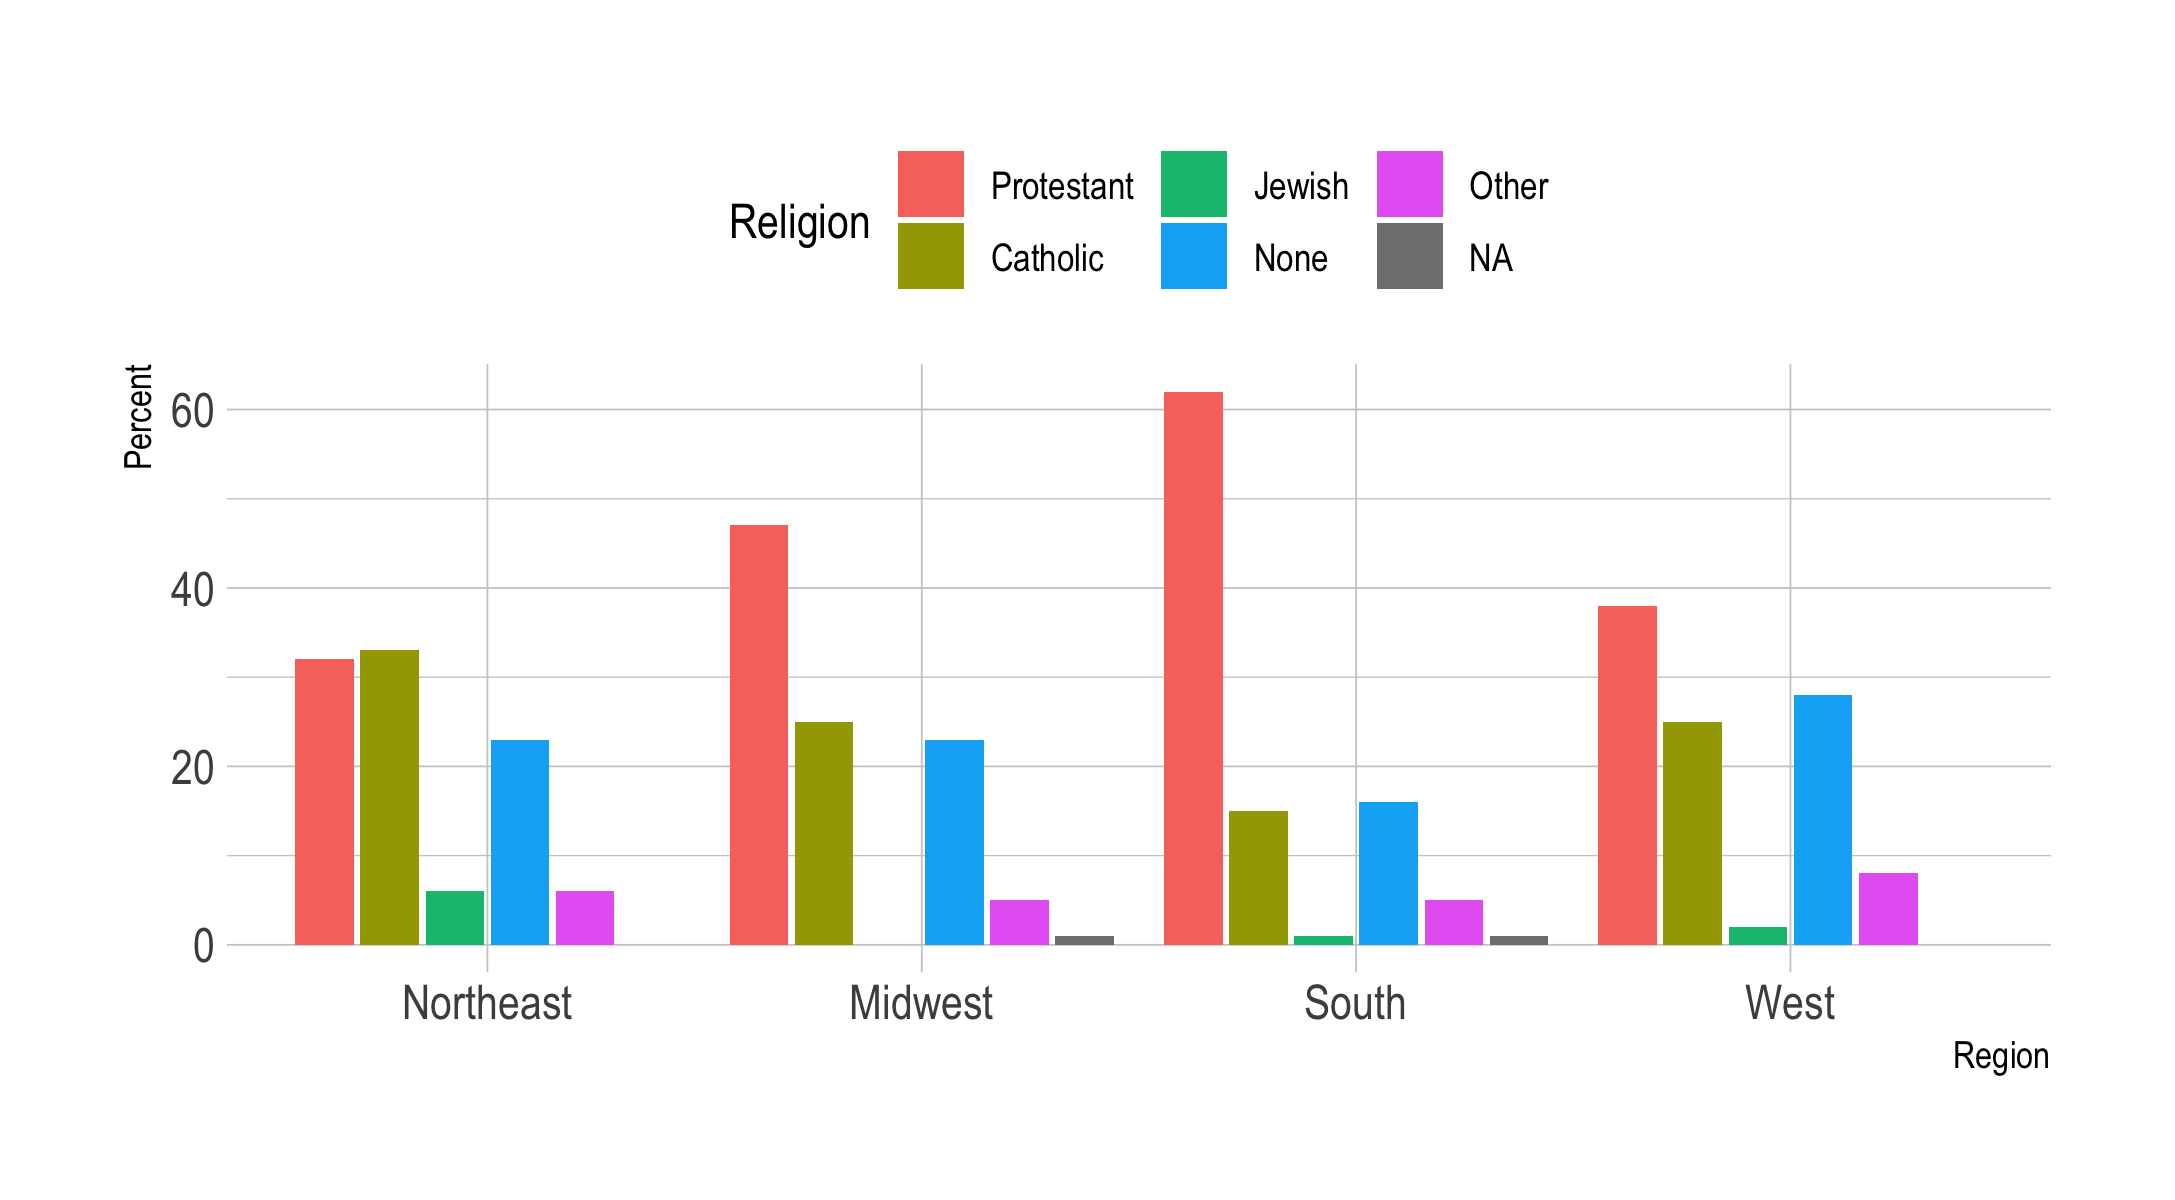 Religion
Protestant Jewish Other
Catholic None NA
Percent
60
40
20
0
Northeast Midwest South West
Region